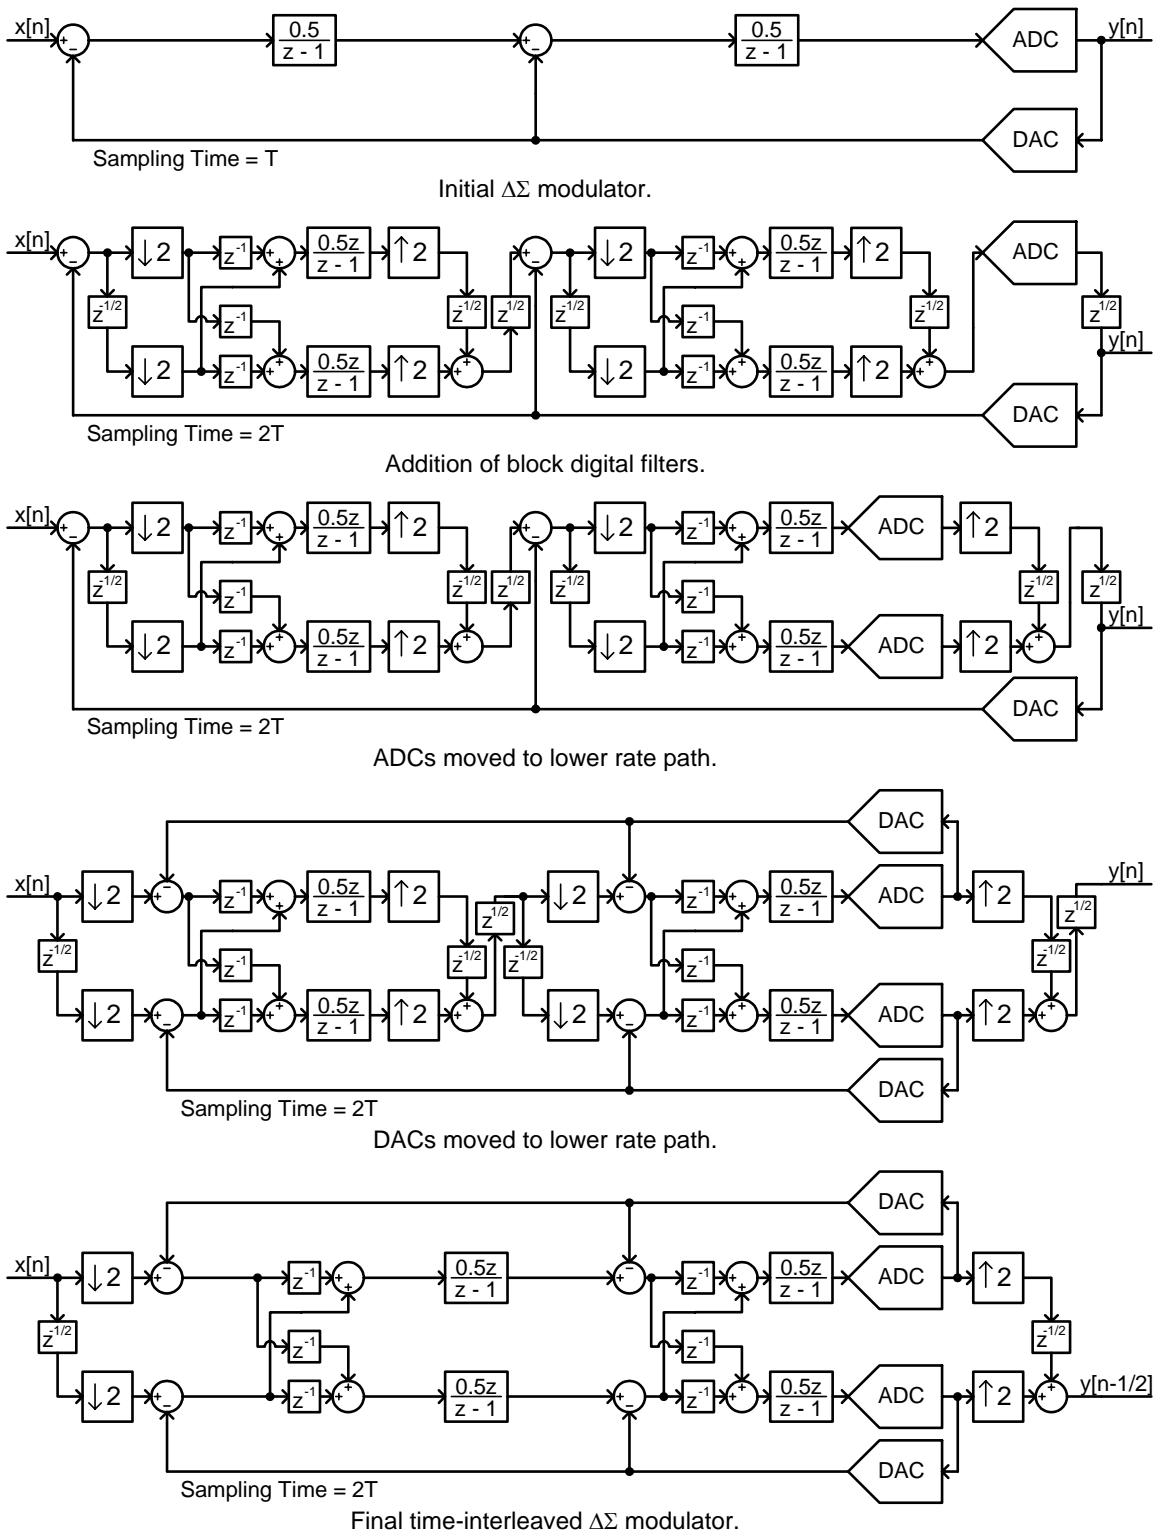 x[n]
+
−
0.5
z - 1
+
−
0.5
z - 1
ADC
y[n]
DAC
Sampling Time = T
Initial ΔΣ modulator.
x[n]
+
−
↓2
z-1
+
+
0.5z
z - 1
↑2
+
−
↓2
z-1
+
+
0.5z
z - 1
↑2
ADC
z-1/2
z-1
z-1/2
z1/2
z-1/2
z-1
z-1/2
z1/2
y[n]
↓2
z-1
+
+
0.5z
z - 1
↑2
+
+
↓2
z-1
+
+
0.5z
z - 1
↑2
+
+
DAC
Sampling Time = 2T
Addition of block digital filters.
x[n]
+
−
↓2
z-1
+
+
0.5z
z - 1
↑2
+
−
↓2
z-1
+
+
0.5z
z - 1
ADC
↑2
z-1/2
z-1
z-1/2
z1/2
z-1/2
z-1
z-1/2
z1/2
y[n]
↓2
z-1
+
+
0.5z
z - 1
↑2
+
+
↓2
z-1
+
+
0.5z
z - 1
ADC
↑2
+
+
DAC
Sampling Time = 2T
ADCs moved to lower rate path.
DAC
x[n]
↓2
+
−
z-1
+
+
0.5z
z - 1
↑2
z1/2
↓2
+
−
z-1
+
+
0.5z
z - 1
ADC
↑2
z1/2
y[n]
z-1/2
z-1
z-1/2
z-1/2
z-1
z-1/2
↓2
+
−
z-1
+
+
0.5z
z - 1
↑2
+
+
↓2
+
−
z-1
+
+
0.5z
z - 1
ADC
↑2
+
+
DAC
Sampling Time = 2T
DACs moved to lower rate path.
DAC
x[n]
↓2
+
−
z-1
+
+
0.5z
z - 1
+
−
z-1
+
+
0.5z
z - 1
ADC
↑2
z-1/2
z-1
z-1
z-1/2
↓2
+
−
z-1
+
+
0.5z
z - 1
+
−
z-1
+
+
0.5z
z - 1
ADC
↑2
+
+
y[n-1/2]
DAC
Sampling Time = 2T
Final time-interleaved ΔΣ modulator.